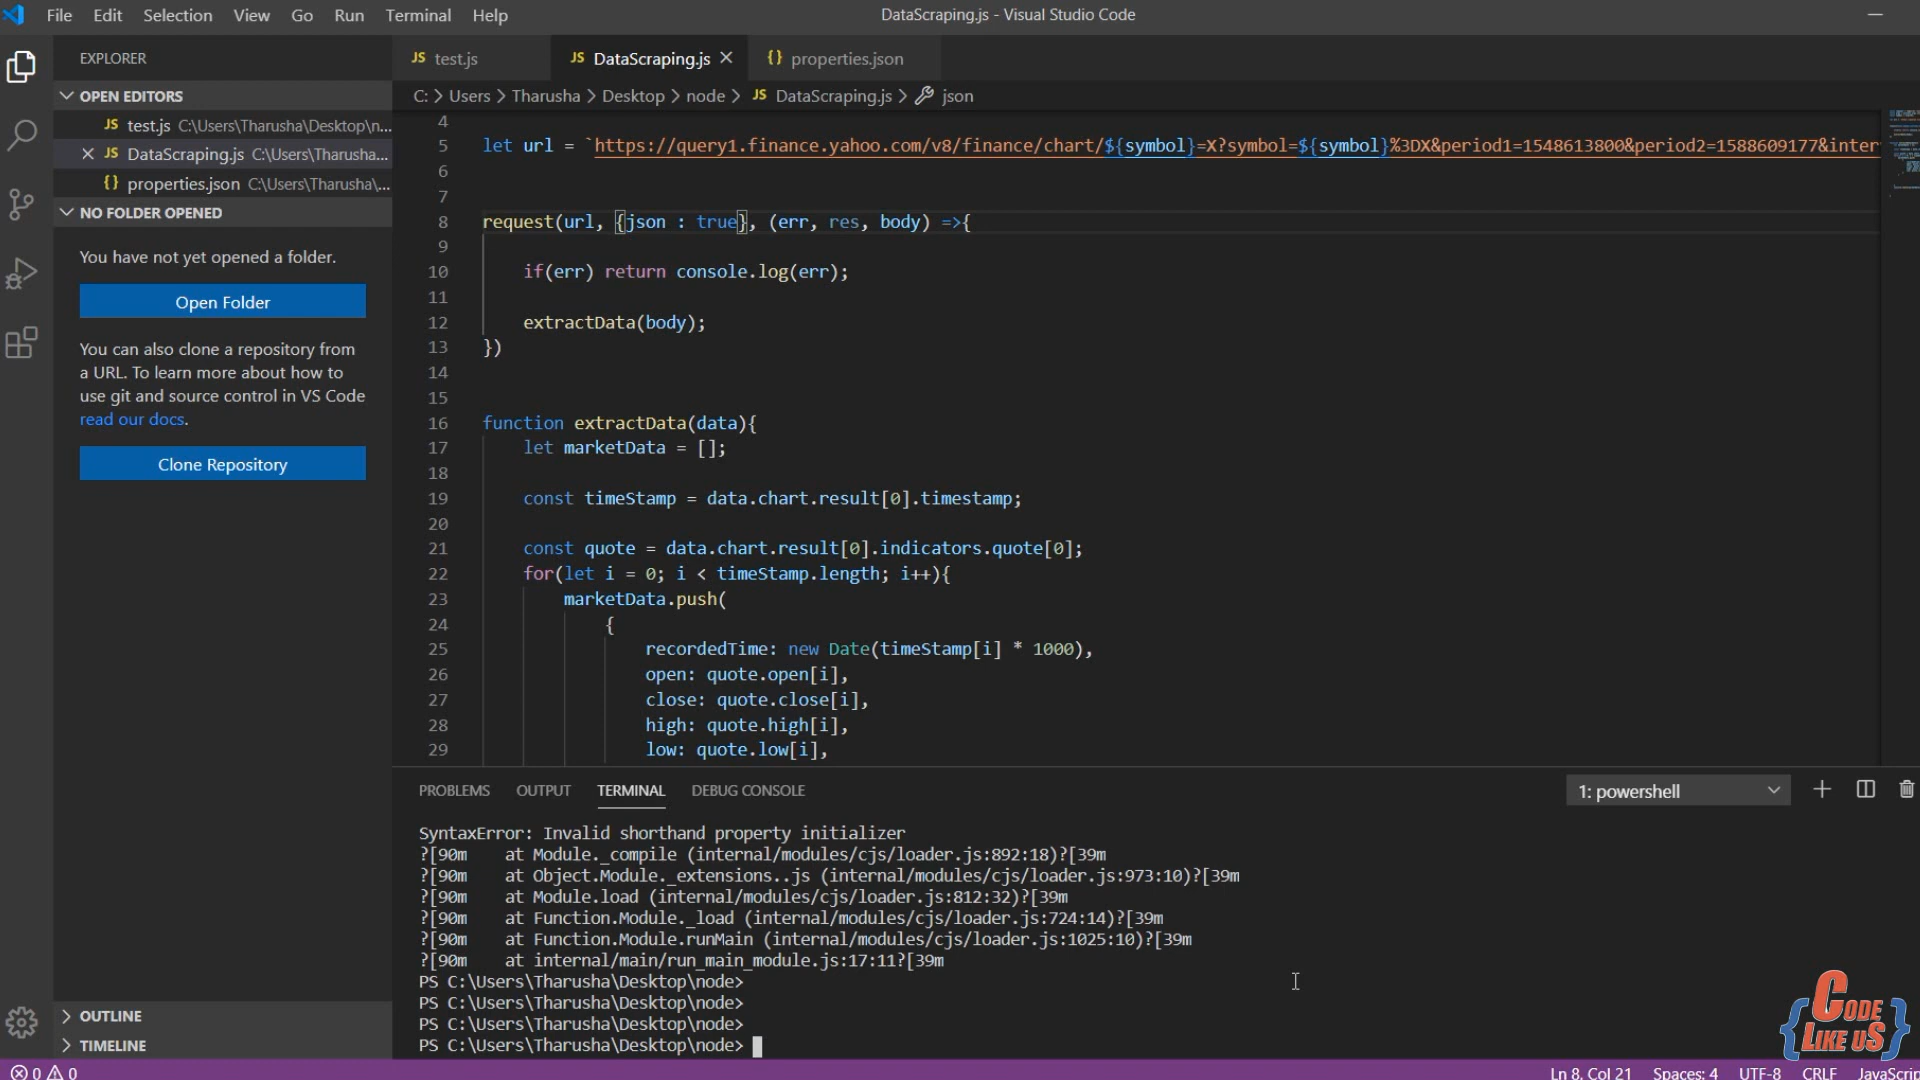 File Edit Selection View Go Run Terminal Help
DataScraping.js - Visual Studio Code
EXPLORER
OPEN EDITORS
JS test.js C:\Users\Tharusha\Desktop\n...
JS DataScraping.js C:\Users\Tharusha...
{} properties.json C:\Users\Tharusha\...
NO FOLDER OPENED
You have not yet opened a folder.
Open Folder
You can also clone a repository from
a URL. To learn more about how to
use git and source control in VS Code
read our docs.
Clone Repository
OUTLINE
TIMELINE
JS test.js
JS DataScraping.js
{} properties.json
C: > Users > Tharusha > Desktop > node > JS DataScraping.js > json
4
5 let url = `https://query1.finance.yahoo.com/v8/finance/chart/${symbol}=X?symbol=${symbol}%3DX&period1=1548613800&period2=1588609177&inter
6
7
8 request(url, {json : true}, (err, res, body) =>{
9
10 if(err) return console.log(err);
11
12 extractData(body);
13 })
14
15
16 function extractData(data){
17 let marketData = [];
18
19 const timeStamp = data.chart.result[0].timestamp;
20
21 const quote = data.chart.result[0].indicators.quote[0];
22 for(let i = 0; i < timeStamp.length; i++){
23 marketData.push(
24 {
25 recordedTime: new Date(timeStamp[i] * 1000),
26 open: quote.open[i],
27 close: quote.close[i],
28 high: quote.high[i],
29 low: quote.low[i],
PROBLEMS OUTPUT TERMINAL DEBUG CONSOLE
1: powershell
SyntaxError: Invalid shorthand property initializer
?[90m at Module._compile (internal/modules/cjs/loader.js:892:18)?[39m
?[90m at Object.Module._extensions..js (internal/modules/cjs/loader.js:973:10)?[39m
?[90m at Module.load (internal/modules/cjs/loader.js:812:32)?[39m
?[90m at Function.Module._load (internal/modules/cjs/loader.js:724:14)?[39m
?[90m at Function.Module.runMain (internal/modules/cjs/loader.js:1025:10)?[39m
?[90m at internal/main/run_main_module.js:17:11?[39m
PS C:\Users\Tharusha\Desktop\node>
PS C:\Users\Tharusha\Desktop\node>
PS C:\Users\Tharusha\Desktop\node>
PS C:\Users\Tharusha\Desktop\node>
{CODE
LIKE US}
0 0
Ln 8, Col 21 Spaces: 4 UTF-8 CRLF JavaScrip